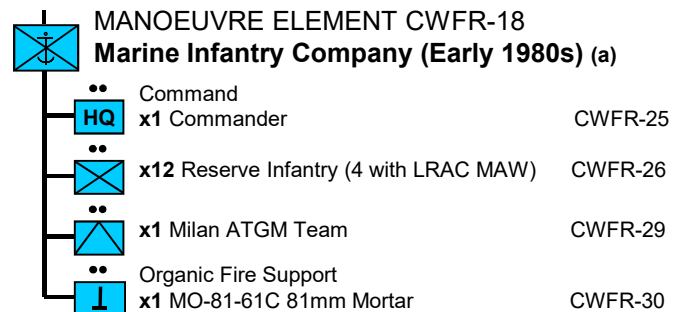 MANOEUVRE ELEMENT CWFR-18
Marine Infantry Company (Early 1980s) (a)
Command
HQ x1 Commander CWFR-25
x12 Reserve Infantry (4 with LRAC MAW) CWFR-26
x1 Milan ATGM Team CWFR-29
Organic Fire Support
x1 MO-81-61C 81mm Mortar CWFR-30